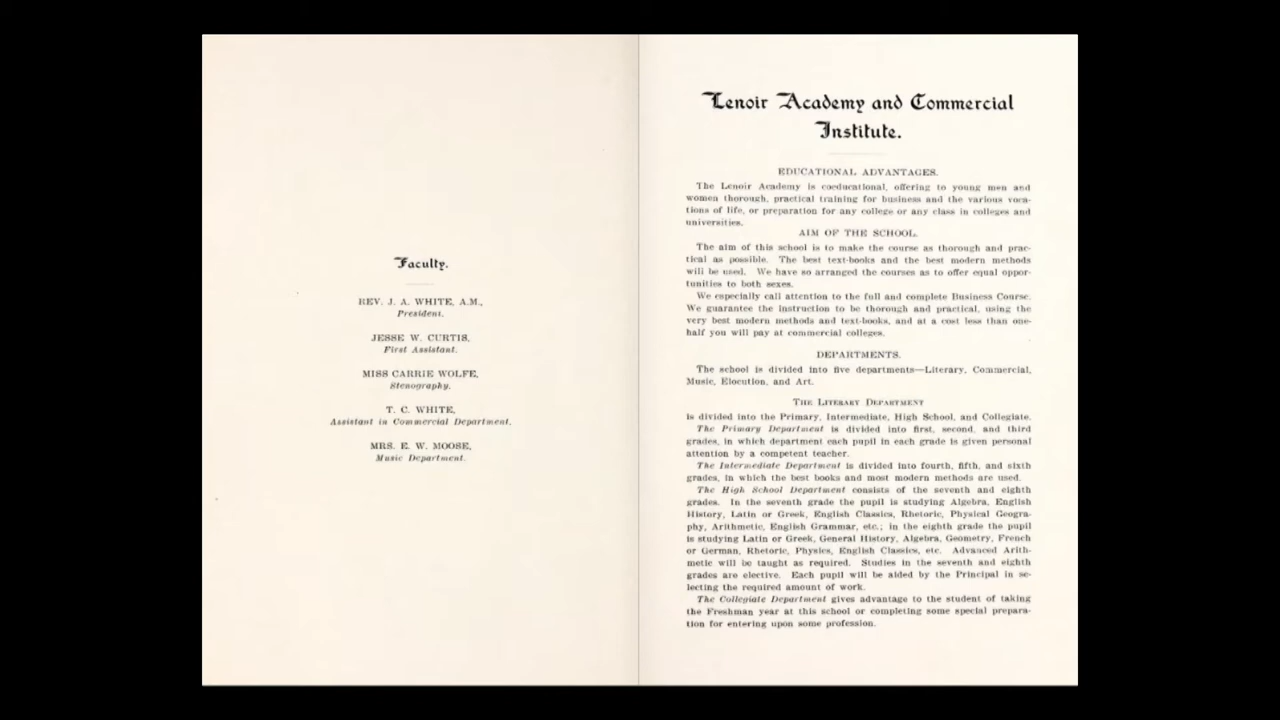 Faculty.
REV. J. A. WHITE, A.M.,
President.
JESSE W. CURTIS,
First Assistant.
MISS CARRIE WOLFE,
Stenography.
T. C. WHITE,
Assistant in Commercial Department.
MRS. E. W. MOOSE,
Music Department.
Lenoir Academy and Commercial
Institute.
EDUCATIONAL ADVANTAGES.
The Lenoir Academy is coeducational, offering to young men and
women thorough, practical training for business and the various voca-
tions of life, or preparation for any college or any class in colleges and
universities.
AIM OF THE SCHOOL.
The aim of this school is to make the course as thorough and prac-
tical as possible. The best text-books and the best modern methods
will be used. We have so arranged the courses as to offer equal oppor-
tunities to both sexes.
We especially call attention to the full and complete Business Course.
We guarantee the instruction to be thorough and practical, using the
very best modern methods and text-books, and at a cost less than one-
half you will pay at commercial colleges.
DEPARTMENTS.
The school is divided into five departments—Literary, Commercial,
Music, Elocution, and Art.
THE LITERARY DEPARTMENT
is divided into the Primary, Intermediate, High School, and Collegiate.
The Primary Department is divided into first, second, and third
grades, in which department each pupil in each grade is given personal
attention by a competent teacher.
The Intermediate Department is divided into fourth, fifth, and sixth
grades, in which the best books and most modern methods are used.
The High School Department consists of the seventh and eighth
grades. In the seventh grade the pupil is studying Algebra, English
History, Latin or Greek, English Classics, Rhetoric, Physical Geogra-
phy, Arithmetic, English Grammar, etc.; in the eighth grade the pupil
is studying Latin or Greek, General History, Algebra, Geometry, French
or German, Rhetoric, Physics, English Classics, etc. Advanced Arith-
metic will be taught as required. Studies in the seventh and eighth
grades are elective. Each pupil will be aided by the Principal in se-
lecting the required amount of work.
The Collegiate Department gives advantage to the student of taking
the Freshman year at this school or completing some special prepara-
tion for entering upon some profession.